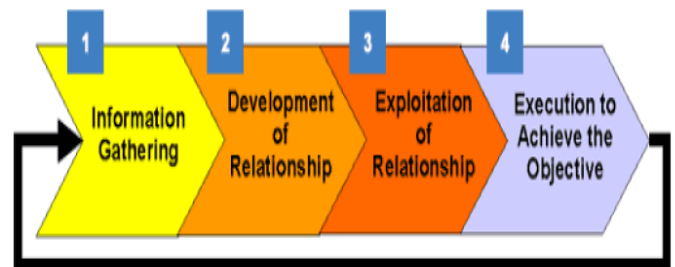 1
Information
Gathering
2
Development
of
Relationship
3
Exploitation
of
Relationship
4
Execution to
Achieve the
Objective